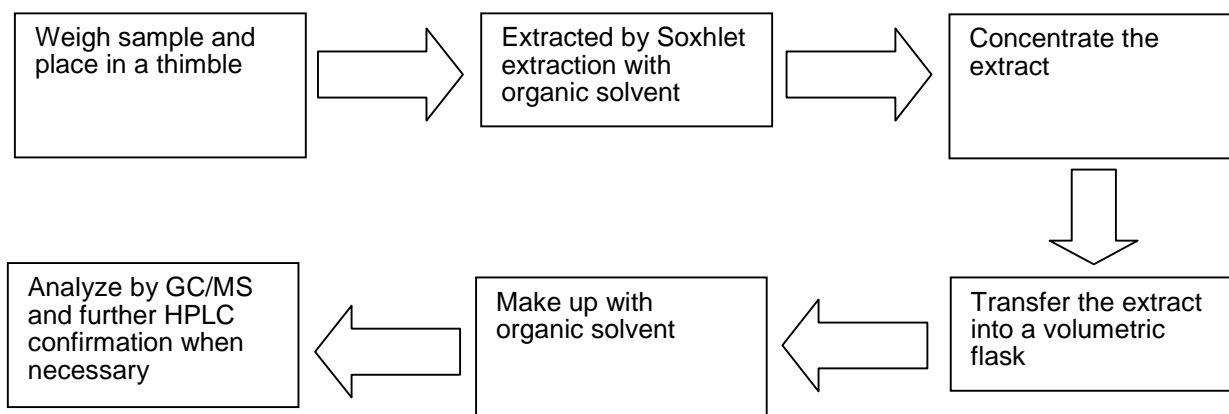 Weigh sample and
place in a thimble
Extracted by Soxhlet
extraction with
organic solvent
Concentrate the
extract
Transfer the extract
into a volumetric
flask
Make up with
organic solvent
Analyze by GC/MS
and further HPLC
confirmation when
necessary